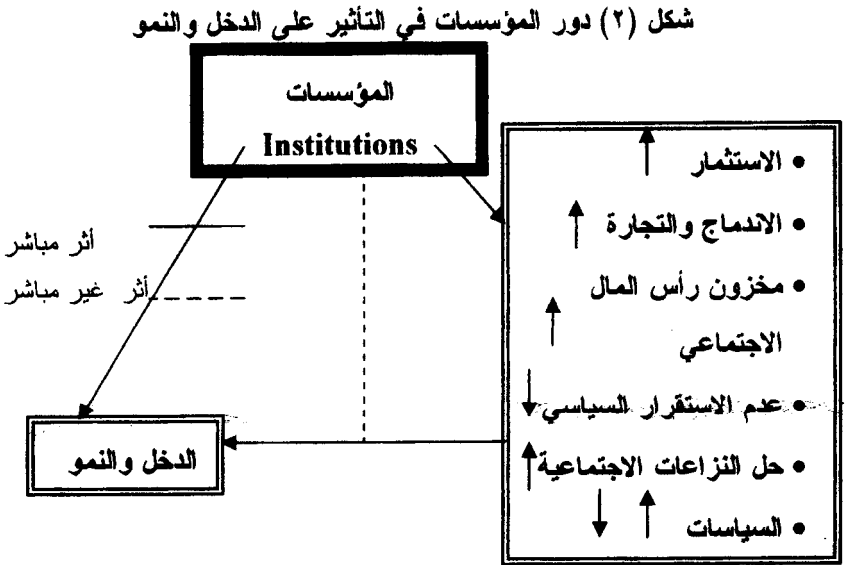 شكل (٢) دور المؤسسات في التأثير على الدخل والنمو
المؤسسات
Institutions
• الاستثمار
• الاندماج والتجارة
• مخزون رأس المال
الاجتماعي
• عدم الاستقرار السياسي
• حل النزاعات الاجتماعية
• السياسات
أثر مباشر
أثر غير مباشر
الدخل والنمو